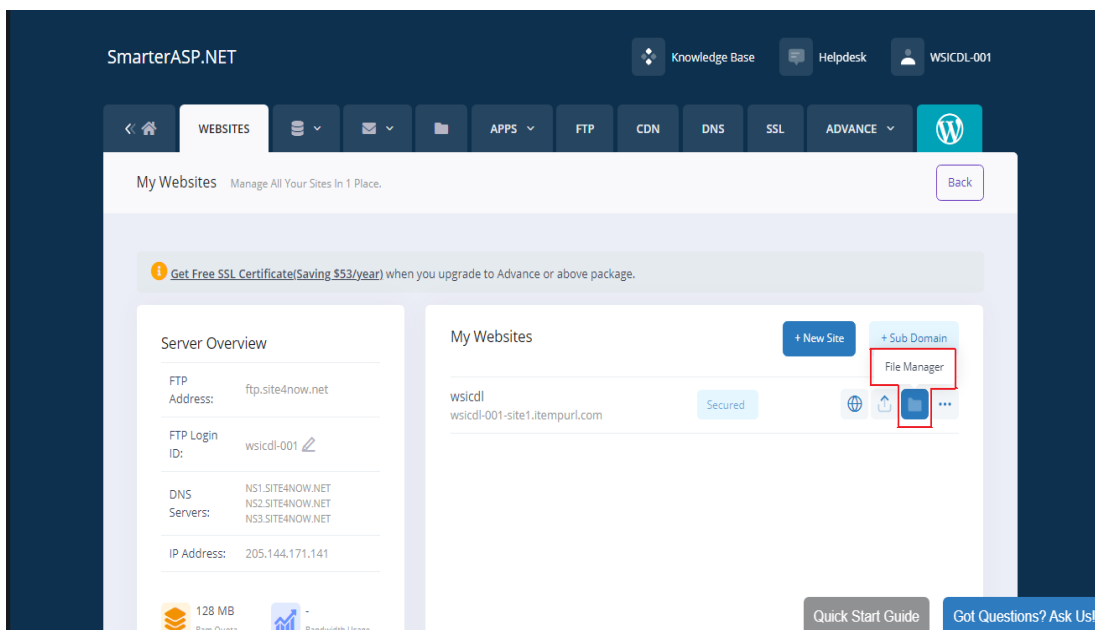 SmarterASP.NET
Knowledge Base
Helpdesk
WSICDL-001
WEBSITES
APPS
FTP
CDN
DNS
SSL
ADVANCE
My Websites
Manage All Your Sites In 1 Place.
Back
Get Free SSL Certificate(Saving $53/year) when you upgrade to Advance or above package.
Server Overview
FTP
Address:
ftp.site4now.net
FTP Login
ID:
wsicdl-001
DNS
Servers:
NS1.SITE4NOW.NET
NS2.SITE4NOW.NET
NS3.SITE4NOW.NET
IP Address:
205.144.171.141
128 MB
Ram Quota
-
Bandwidth Usage
My Websites
+ New Site
+ Sub Domain
File Manager
wsicdl
wsicdl-001-site1.itempurl.com
Secured
Quick Start Guide
Got Questions? Ask Us!